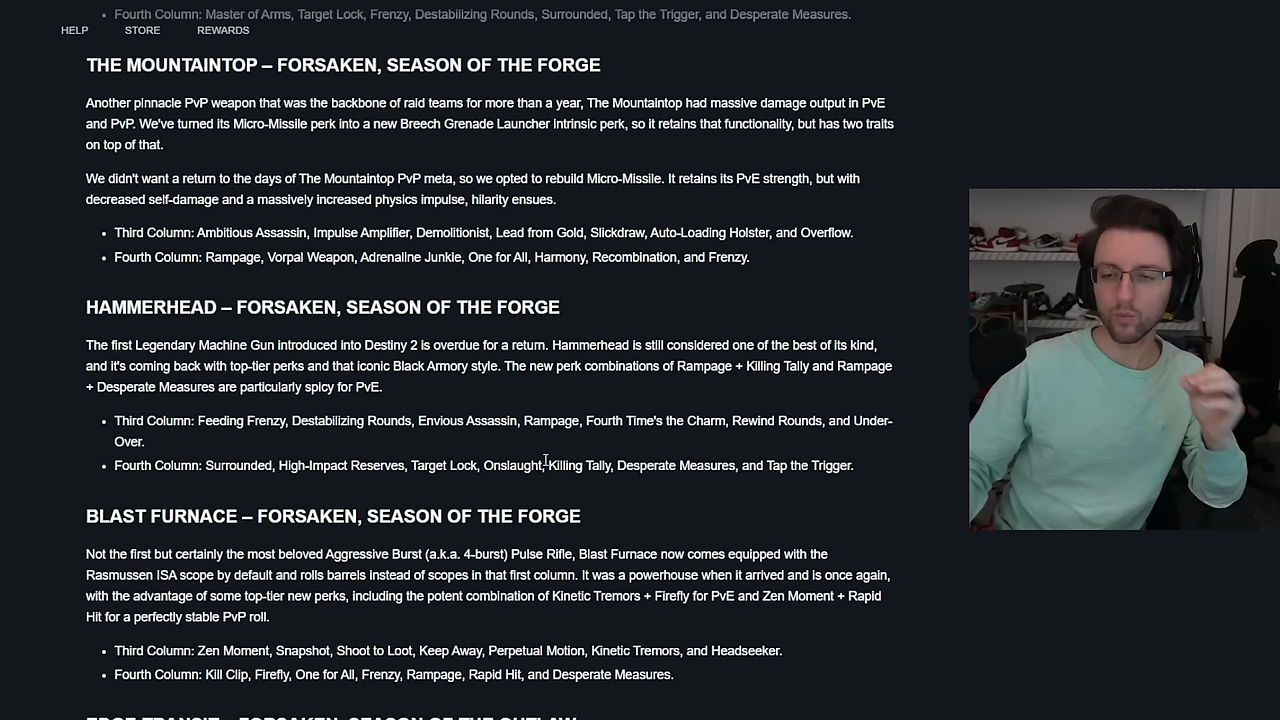 • Fourth Column: Master of Arms, Target Lock, Frenzy, Destabilizing Rounds, Surrounded, Tap the Trigger, and Desperate Measures.
HELP STORE REWARDS
THE MOUNTAINTOP – FORSAKEN, SEASON OF THE FORGE
Another pinnacle PvP weapon that was the backbone of raid teams for more than a year, The Mountaintop had massive damage output in PvE
and PvP. We've turned its Micro-Missile perk into a new Breech Grenade Launcher intrinsic perk, so it retains that functionality, but has two traits
on top of that.
We didn't want a return to the days of The Mountaintop PvP meta, so we opted to rebuild Micro-Missile. It retains its PvE strength, but with
decreased self-damage and a massively increased physics impulse, hilarity ensues.
• Third Column: Ambitious Assassin, Impulse Amplifier, Demolitionist, Lead from Gold, Slickdraw, Auto-Loading Holster, and Overflow.
• Fourth Column: Rampage, Vorpal Weapon, Adrenaline Junkie, One for All, Harmony, Recombination, and Frenzy.
HAMMERHEAD – FORSAKEN, SEASON OF THE FORGE
The first Legendary Machine Gun introduced into Destiny 2 is overdue for a return. Hammerhead is still considered one of the best of its kind,
and it's coming back with top-tier perks and that iconic Black Armory style. The new perk combinations of Rampage + Killing Tally and Rampage
+ Desperate Measures are particularly spicy for PvE.
• Third Column: Feeding Frenzy, Destabilizing Rounds, Envious Assassin, Rampage, Fourth Time's the Charm, Rewind Rounds, and Under-
Over.
• Fourth Column: Surrounded, High-Impact Reserves, Target Lock, Onslaught, Killing Tally, Desperate Measures, and Tap the Trigger.
BLAST FURNACE – FORSAKEN, SEASON OF THE FORGE
Not the first but certainly the most beloved Aggressive Burst (a.k.a. 4-burst) Pulse Rifle, Blast Furnace now comes equipped with the
Rasmussen ISA scope by default and rolls barrels instead of scopes in that first column. It was a powerhouse when it arrived and is once again,
with the advantage of some top-tier new perks, including the potent combination of Kinetic Tremors + Firefly for PvE and Zen Moment + Rapid
Hit for a perfectly stable PvP roll.
• Third Column: Zen Moment, Snapshot, Shoot to Loot, Keep Away, Perpetual Motion, Kinetic Tremors, and Headseeker.
• Fourth Column: Kill Clip, Firefly, One for All, Frenzy, Rampage, Rapid Hit, and Desperate Measures.
EDGE TRANSIT – FORSAKEN, SEASON OF THE OUTLAW